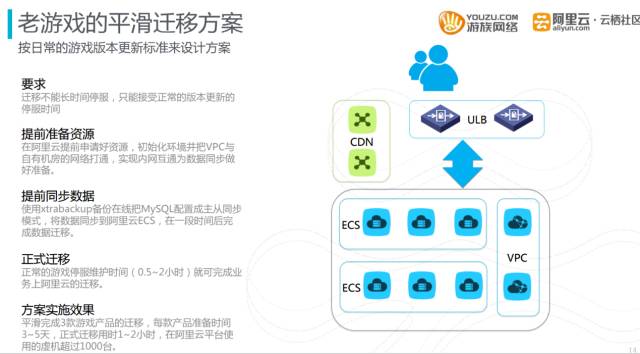 老游戏的平滑迁移方案
按日常的游戏版本更新标准来设计方案
YOUZU.COM
游族网络
阿里云
aliyun.com
·云栖社区
要求
迁移不能长时间停服，只能接受正常的版本更新的
停服时间
提前准备资源
在阿里云提前申请好资源，初始化环境并把VPC与
自有机房的网络打通，实现内网互通为数据同步做
好准备。
提前同步数据
使用xtrabackup备份在线把MySQL配置成主从同步
模式，将数据同步到阿里云ECS，在一段时间后完
成数据迁移。
正式迁移
正常的游戏停服维护时间（0.5~2小时）就可完成业
务上阿里云的迁移。
方案实施效果
平滑完成3款游戏产品的迁移，每款产品准备时间
3~5天，正式迁移用时1~2小时，在阿里云平台使
用的虚机超过1000台。
CDN
ULB
ECS
ECS
VPC
14